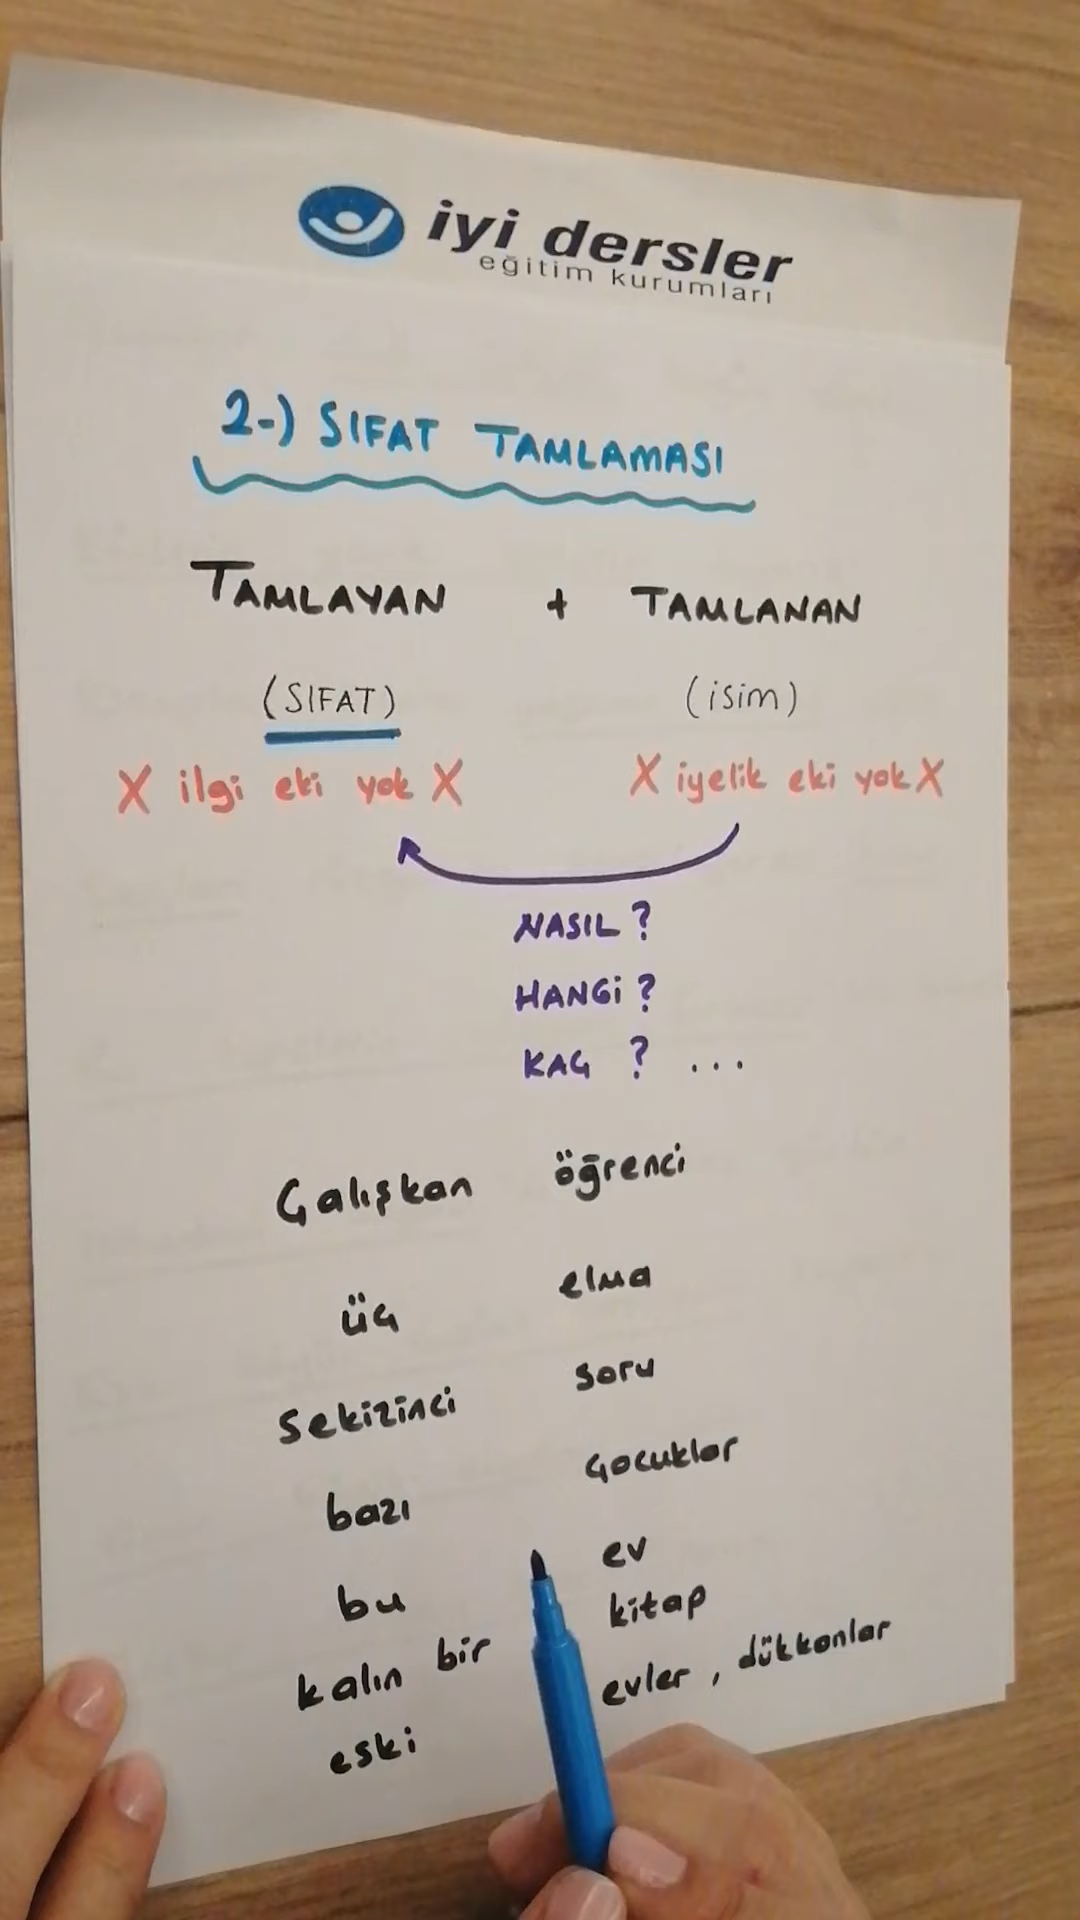 iyi dersler
eğitim kurumları
2-) SIFAT TAMLAMASI
TAMLAYAN + TAMLANAN
(SIFAT) (isim)
X ilgi eki yok X X iyelik eki yok X
NASIL ?
HANGİ ?
KAÇ ? ...
Çalışkan öğrenci
üç elma
sekizinci soru
bazı çocuklar
bu ev
kalın bir kitap
eski evler , dükkanlar